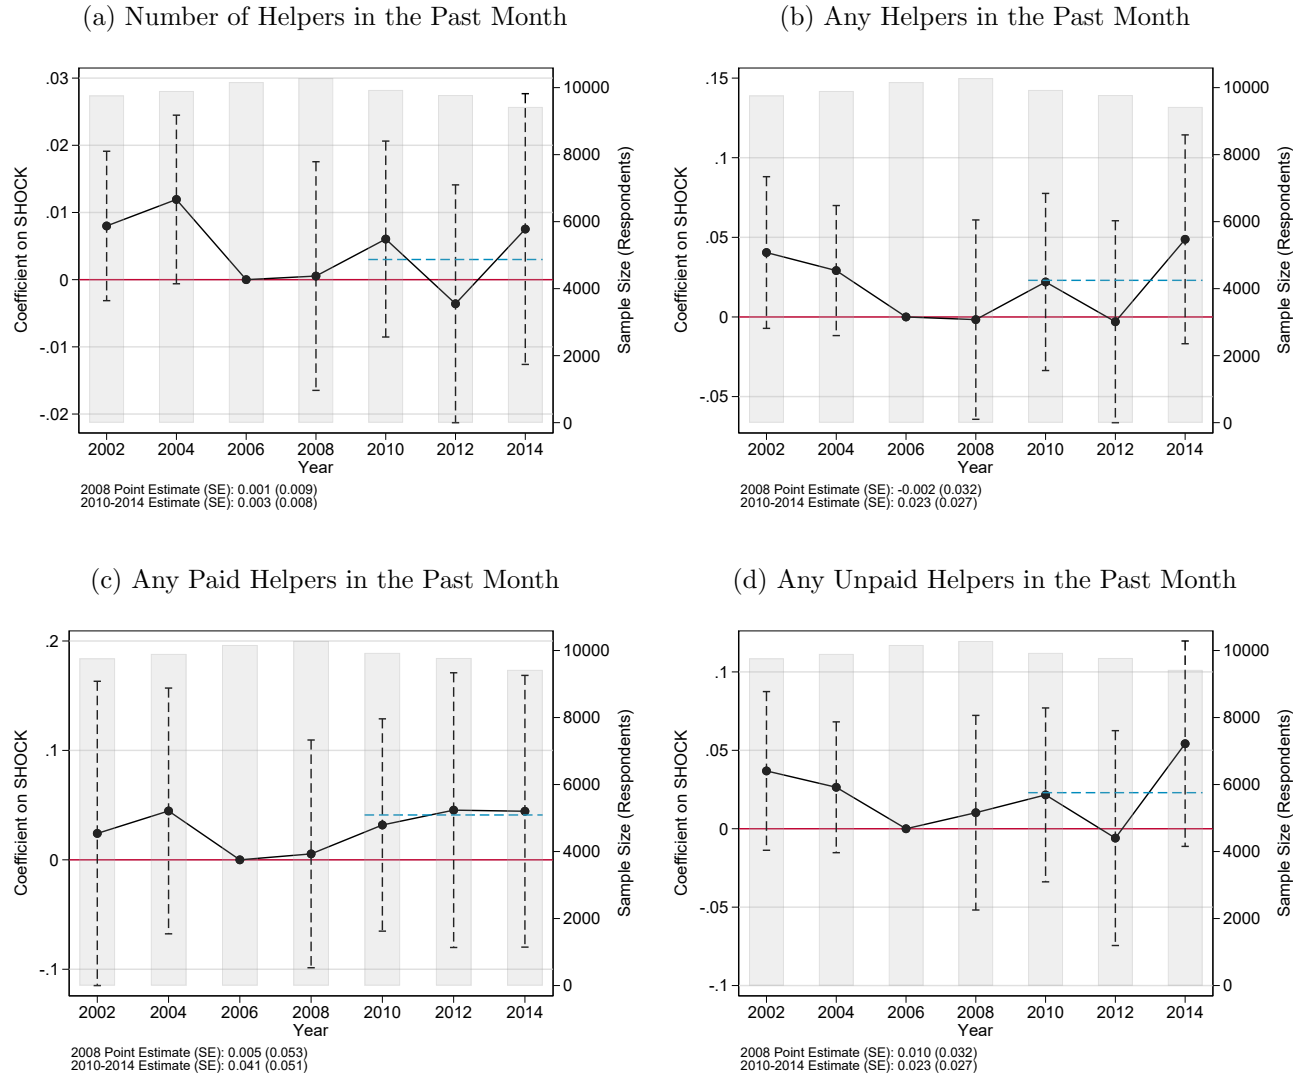 (a) Number of Helpers in the Past Month
.03
.02
.01
0
-.01
-.02
Coefficient on SHOCK
10000
8000
6000
4000
2000
0
Sample Size (Respondents)
2002 2004 2006 2008 2010 2012 2014
Year
2008 Point Estimate (SE): 0.001 (0.009)
2010-2014 Estimate (SE): 0.003 (0.008)
(b) Any Helpers in the Past Month
.15
.1
.05
0
-.05
Coefficient on SHOCK
10000
8000
6000
4000
2000
0
Sample Size (Respondents)
2002 2004 2006 2008 2010 2012 2014
Year
2008 Point Estimate (SE): -0.002 (0.032)
2010-2014 Estimate (SE): 0.023 (0.027)
(c) Any Paid Helpers in the Past Month
.2
.1
0
-.1
Coefficient on SHOCK
10000
8000
6000
4000
2000
0
Sample Size (Respondents)
2002 2004 2006 2008 2010 2012 2014
Year
2008 Point Estimate (SE): 0.005 (0.053)
2010-2014 Estimate (SE): 0.041 (0.051)
(d) Any Unpaid Helpers in the Past Month
.1
.05
0
-.05
-.1
Coefficient on SHOCK
10000
8000
6000
4000
2000
0
Sample Size (Respondents)
2002 2004 2006 2008 2010 2012 2014
Year
2008 Point Estimate (SE): 0.010 (0.032)
2010-2014 Estimate (SE): 0.023 (0.027)